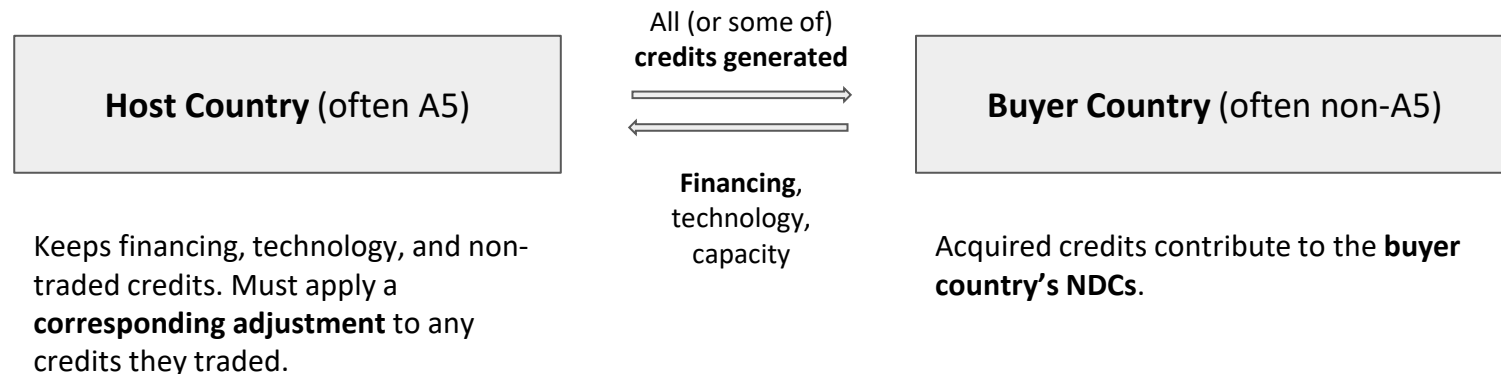 All (or some of)
credits generated
Host Country (often A5)
Buyer Country (often non-A5)
Financing,
technology,
capacity
Keeps financing, technology, and non-
traded credits. Must apply a
corresponding adjustment to any
credits they traded.
Acquired credits contribute to the buyer
country's NDCs.